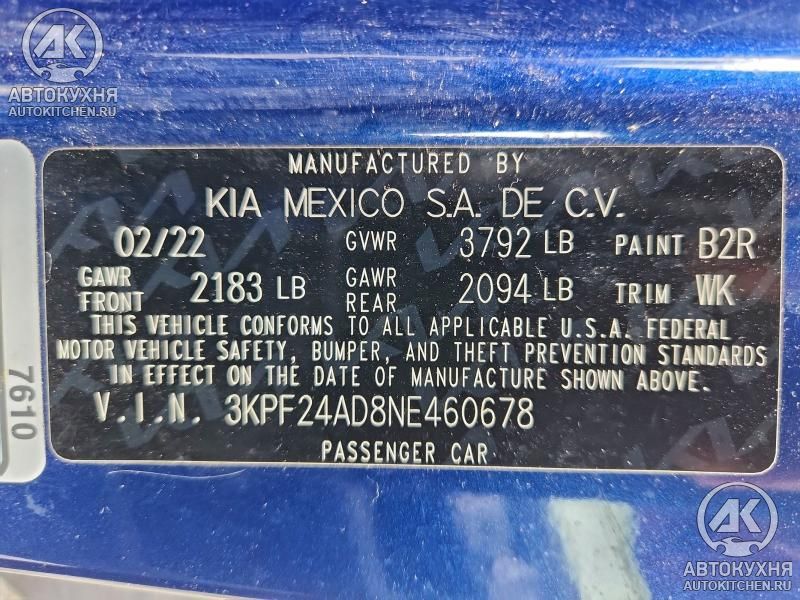 AK
АВТОКУХНЯ
AUTOKITCHEN.RU
MANUFACTURED BY
KIA MEXICO S.A. DE C.V.
02/22 GVWR 3792 LB PAINT B2R
GAWR FRONT 2183 LB GAWR REAR 2094 LB TRIM WK
THIS VEHICLE CONFORMS TO ALL APPLICABLE U.S.A. FEDERAL
MOTOR VEHICLE SAFETY, BUMPER, AND THEFT PREVENTION STANDARDS
IN EFFECT ON THE DATE OF MANUFACTURE SHOWN ABOVE.
V.I.N. 3KPF24AD8NE460678
PASSENGER CAR
7610
AK
АВТОКУХНЯ
AUTOKITCHEN.RU